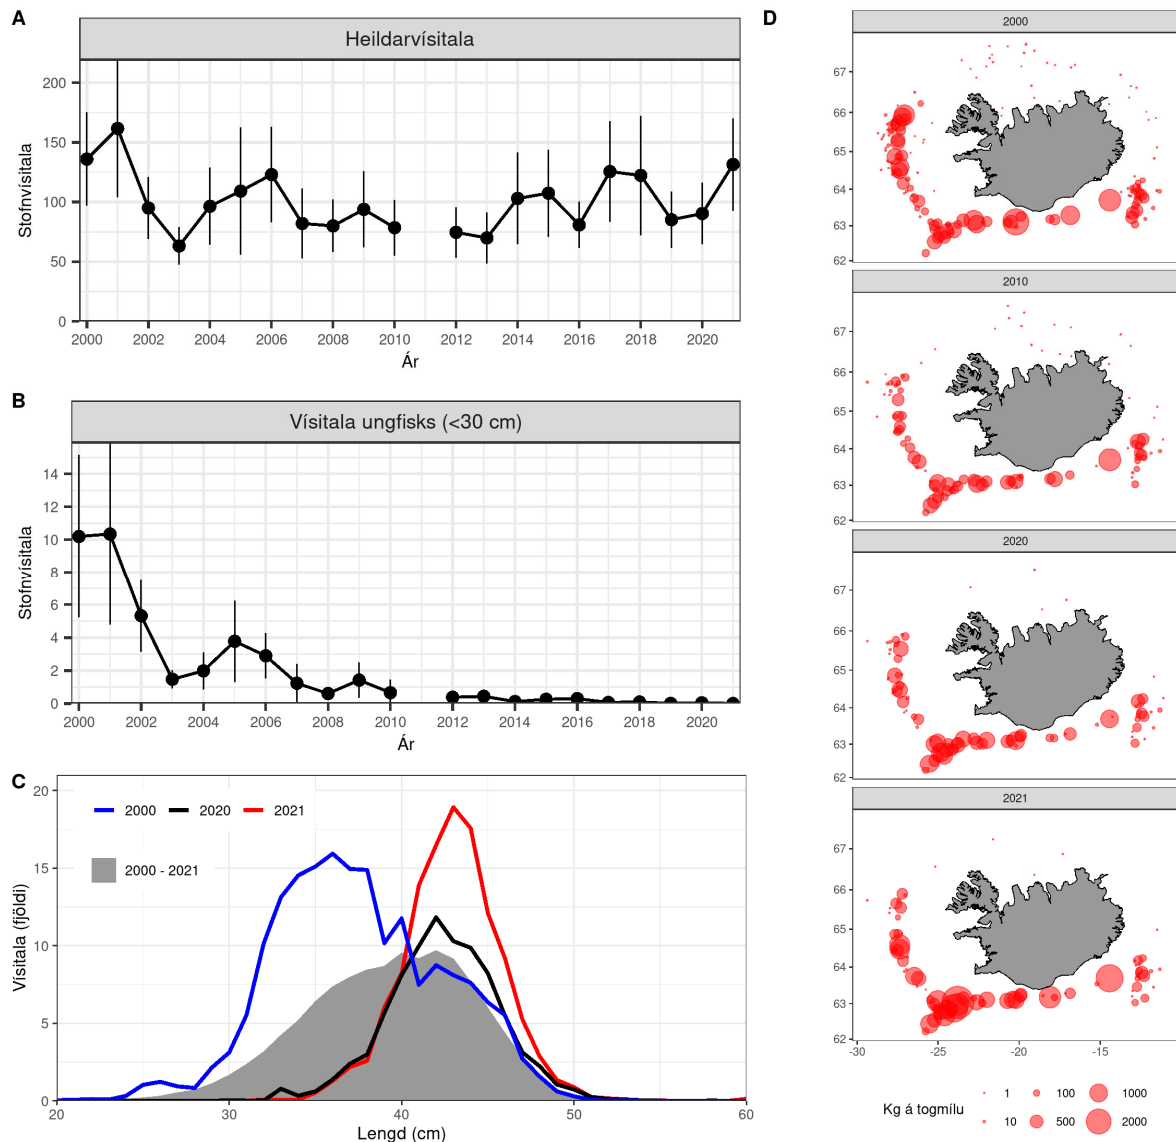 A
Heildarvísitala
Stofnvísitala
200
150
100
50
0
2000 2002 2004 2006 2008 2010 2012 2014 2016 2018 2020
Ár
B
Vísitala ungfisks (<30 cm)
Stofnvísitala
14
12
10
8
6
4
2
0
2000 2002 2004 2006 2008 2010 2012 2014 2016 2018 2020
Ár
C
Vísitala (fjöldi)
20
15
10
5
0
2000 2020 2021
2000 - 2021
20 30 40 50 60
Lengd (cm)
D
2000
67
66
65
64
63
62
2010
67
66
65
64
63
62
2020
67
66
65
64
63
62
2021
67
66
65
64
63
62
-30 -25 -20 -15
Kg á togmílu
1 100 1000
10 500 2000